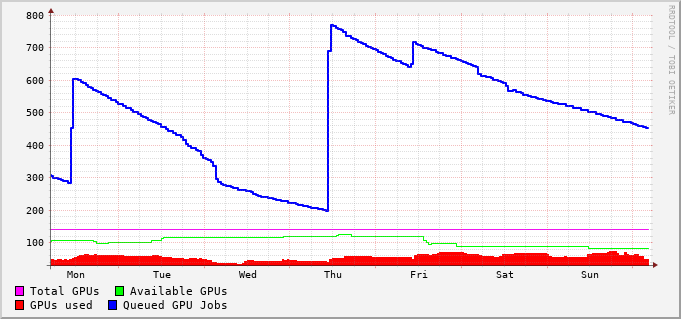 800
700
600
500
400
300
200
100
Mon Tue Wed Thu Fri Sat Sun
Total GPUs Available GPUs
GPUs used Queued GPU Jobs
RRDTOOL / TOBI OETIKER